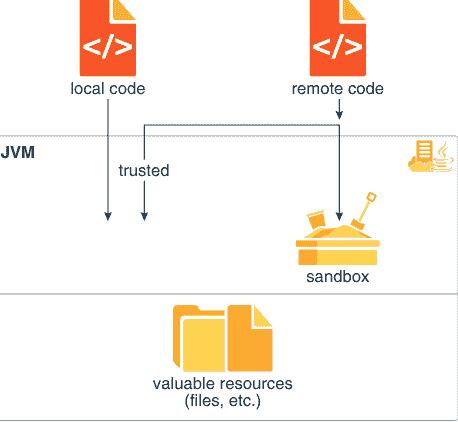 </>
</>
local code
remote code
JVM
trusted
sandbox
valuable resources
(files, etc.)